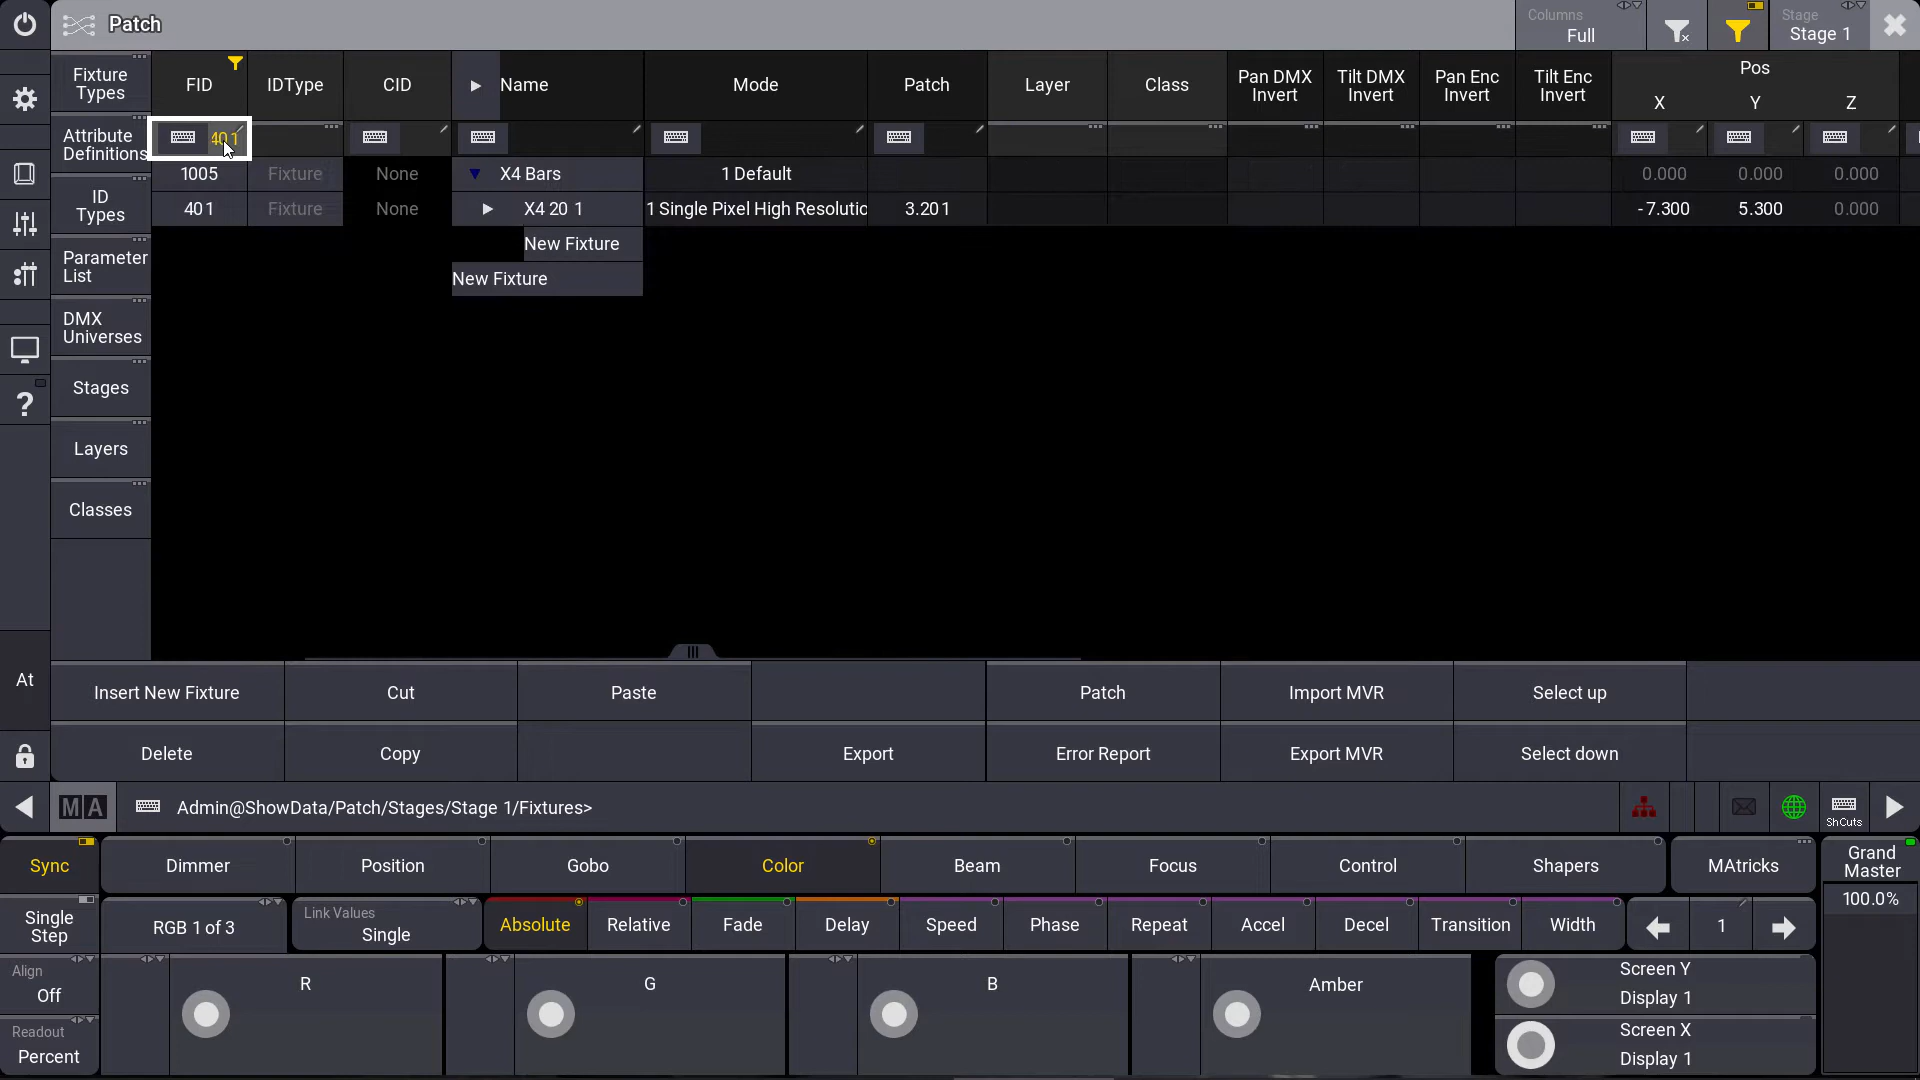 Patch
Columns
Full
Stage
Stage 1
Fixture Types
FID
IDType
CID
Name
Mode
Patch
Layer
Class
Pan DMX Invert
Tilt DMX Invert
Pan Enc Invert
Tilt Enc Invert
Pos
X
Y
Z
Attribute Definitions
401
1005
Fixture
None
X4 Bars
1 Default
0.000
0.000
0.000
ID Types
401
Fixture
None
X4 20 1
1 Single Pixel High Resolutio
3.201
-7.300
5.300
0.000
New Fixture
New Fixture
Parameter List
DMX Universes
Stages
Layers
Classes
?
At
Insert New Fixture
Cut
Paste
Patch
Import MVR
Select up
Delete
Copy
Export
Error Report
Export MVR
Select down
MA
Admin@ShowData/Patch/Stages/Stage 1/Fixtures>
ShCuts
Sync
Dimmer
Position
Gobo
Color
Beam
Focus
Control
Shapers
MAtricks
Grand Master
100.0%
Single Step
RGB 1 of 3
Link Values
Single
Absolute
Relative
Fade
Delay
Speed
Phase
Repeat
Accel
Decel
Transition
Width
1
Align
Off
R
G
B
Amber
Screen Y
Display 1
Readout
Percent
Screen X
Display 1